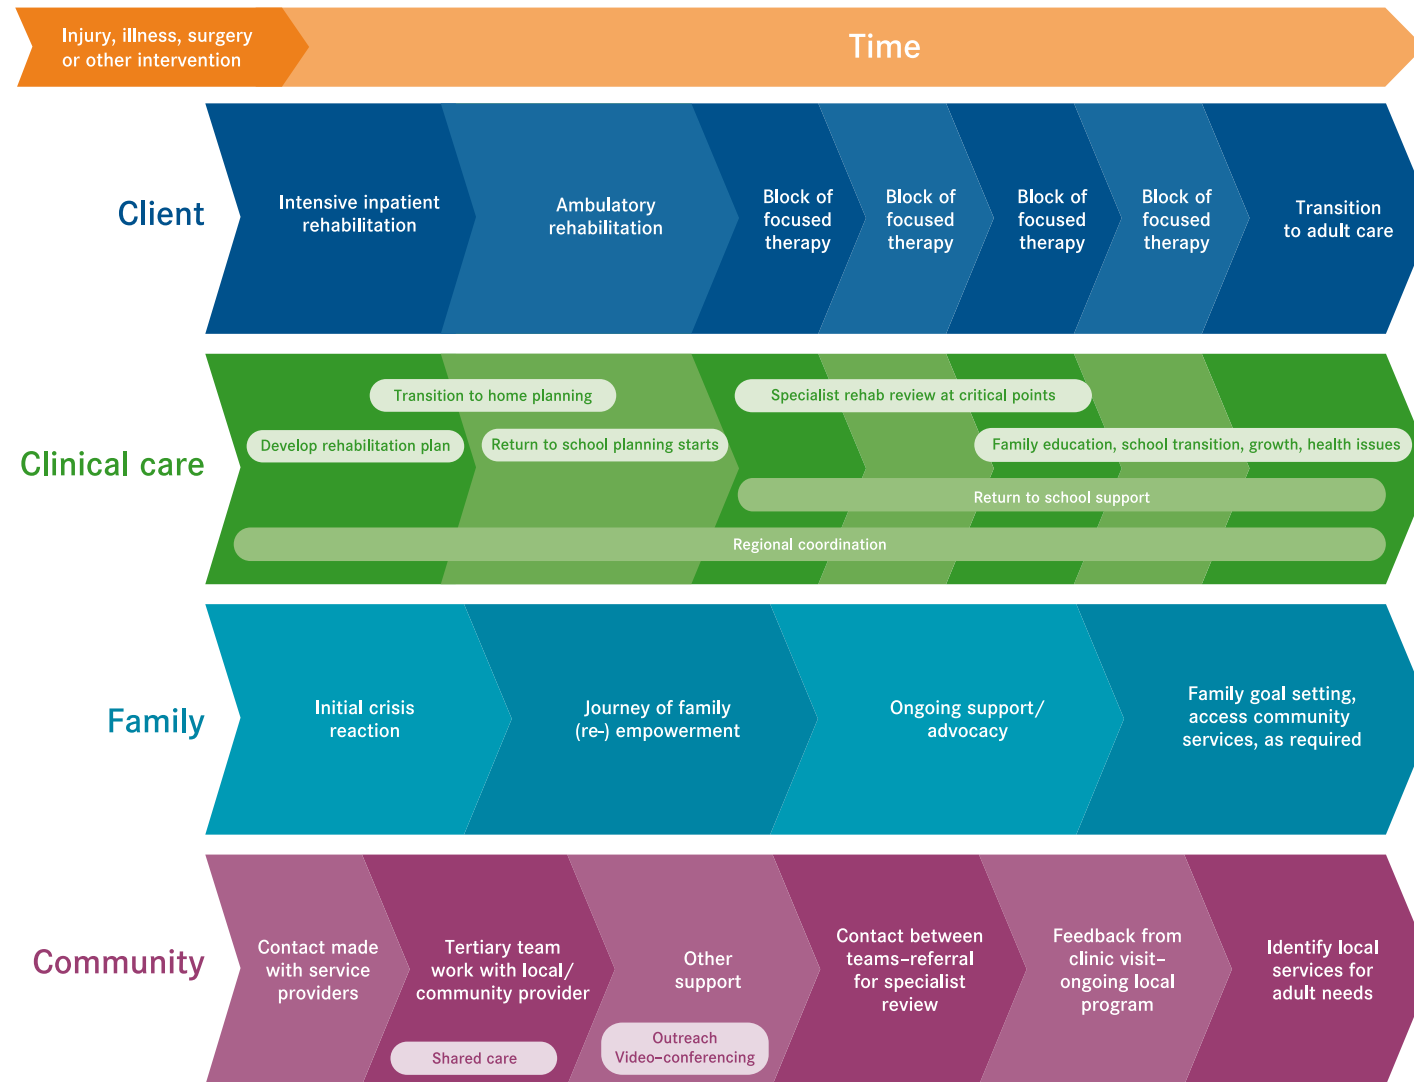 Injury, illness, surgery
or other intervention
Time
Client
Intensive inpatient
rehabilitation
Ambulatory
rehabilitation
Block of
focused
therapy
Block of
focused
therapy
Block of
focused
therapy
Block of
focused
therapy
Transition
to adult care
Clinical care
Transition to home planning
Specialist rehab review at critical points
Develop rehabilitation plan
Return to school planning starts
Family education, school transition, growth, health issues
Return to school support
Regional coordination
Family
Initial crisis
reaction
Journey of family
(re-) empowerment
Ongoing support/
advocacy
Family goal setting,
access community
services, as required
Community
Contact made
with service
providers
Tertiary team
work with local/
community provider
Shared care
Other
support
Outreach
Video–conferencing
Contact between
teams–referral
for specialist
review
Feedback from
clinic visit–
ongoing local
program
Identify local
services for
adult needs